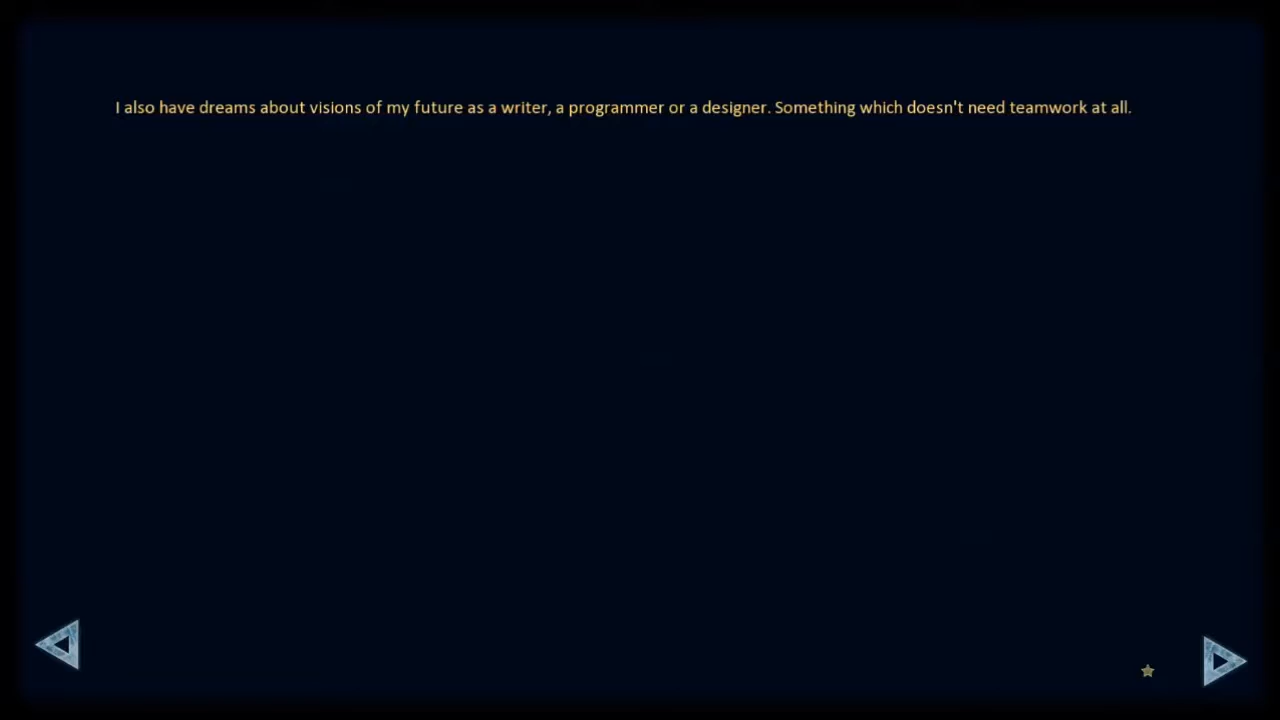 I also have dreams about visions of my future as a writer, a programmer or a designer. Something which doesn't need teamwork at all.